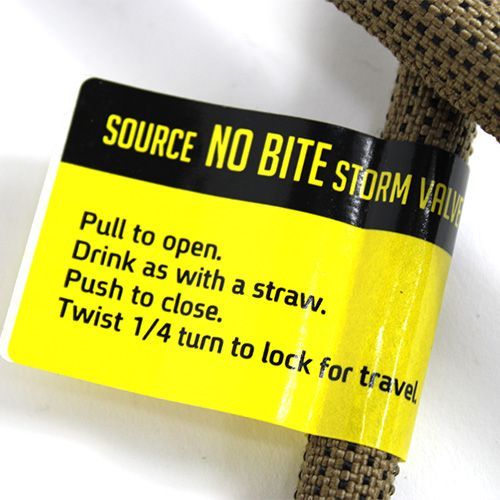 SOURCE NO BITE STORM VALVE
Pull to open.
Drink as with a straw.
Push to close.
Twist 1/4 turn to lock for travel.